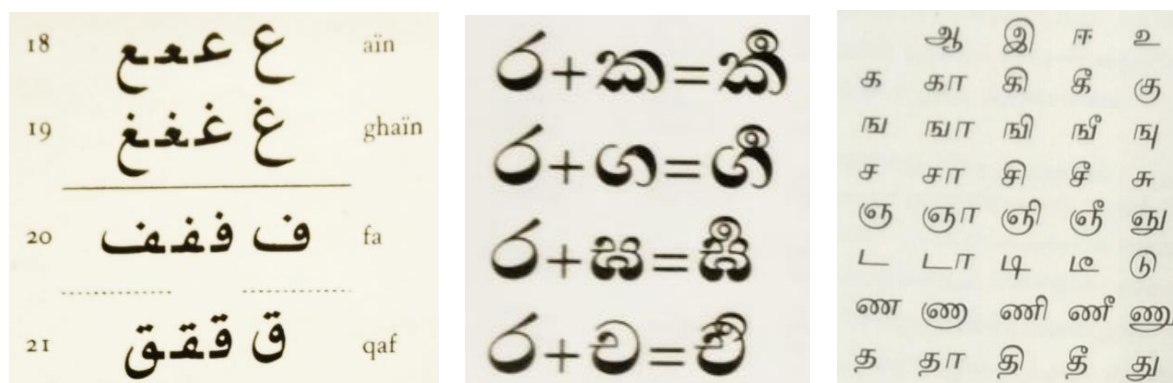 18 ععع ع aïn
19 غغغ غ ghaïn
20 ففف ف fa
21 ققق ق qaf
ර + ක = ර්‍ක
ර + ග = ර්‍ග
ර + ඝ = ර්‍ඝ
ර + ච = ර්‍ච
ஆ இ ஈ உ
க கா கி கீ கு
ங ஙா ஙி ஙீ ஙு
ச சா சி சீ சு
ஞ ஞா ஞி ஞீ ஞு
ட டா டி டீ டு
ண ணா ணி ணீ ணு
த தா தி தீ து